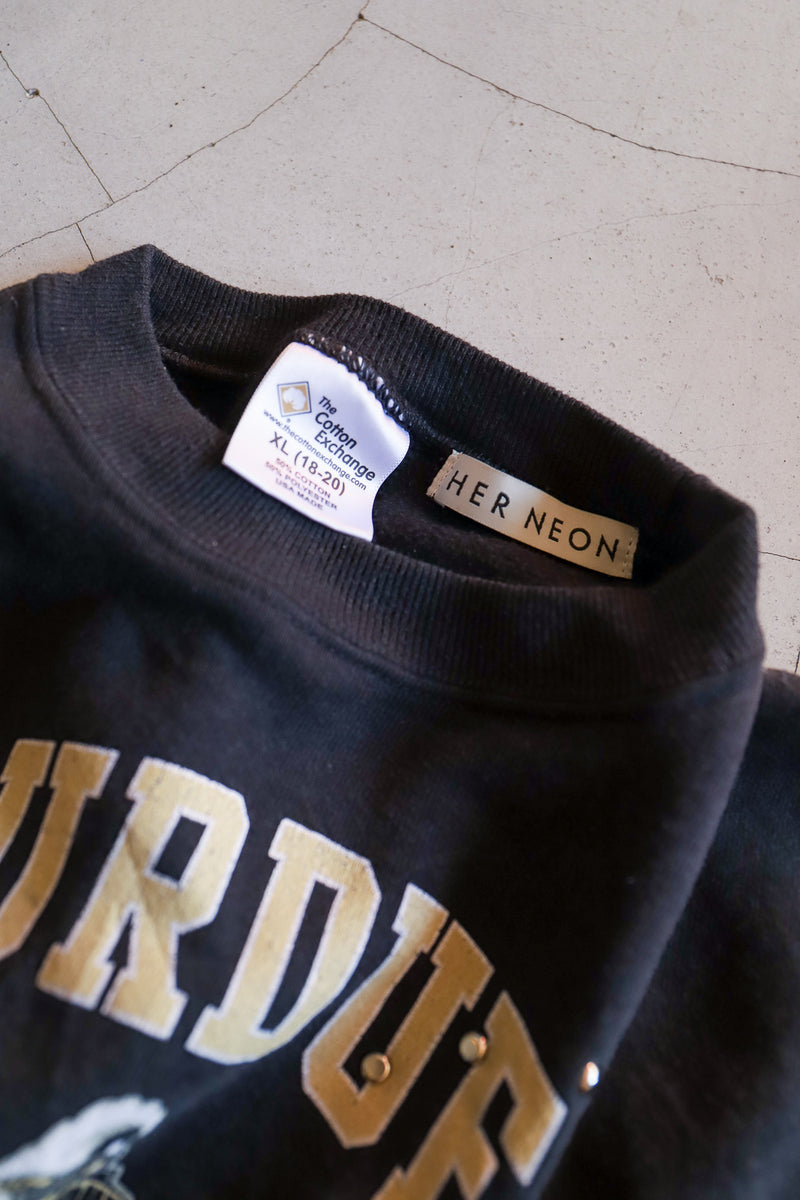 The
Cotton
Exchange
www.thecottonexchange.com
XL (18-20)
50% COTTON
50% POLYESTER
USA MADE
HER NEON
URDUE